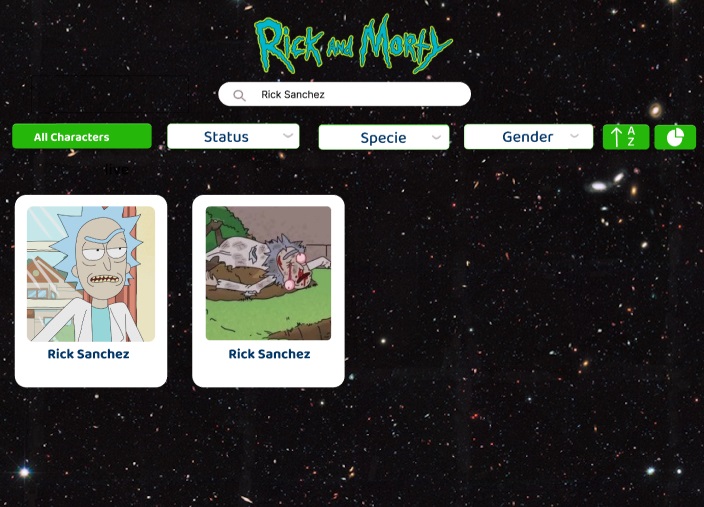 Rick and Morty
Rick Sanchez
All Characters
Status
Specie
Gender
A
Z
Rick Sanchez
Rick Sanchez